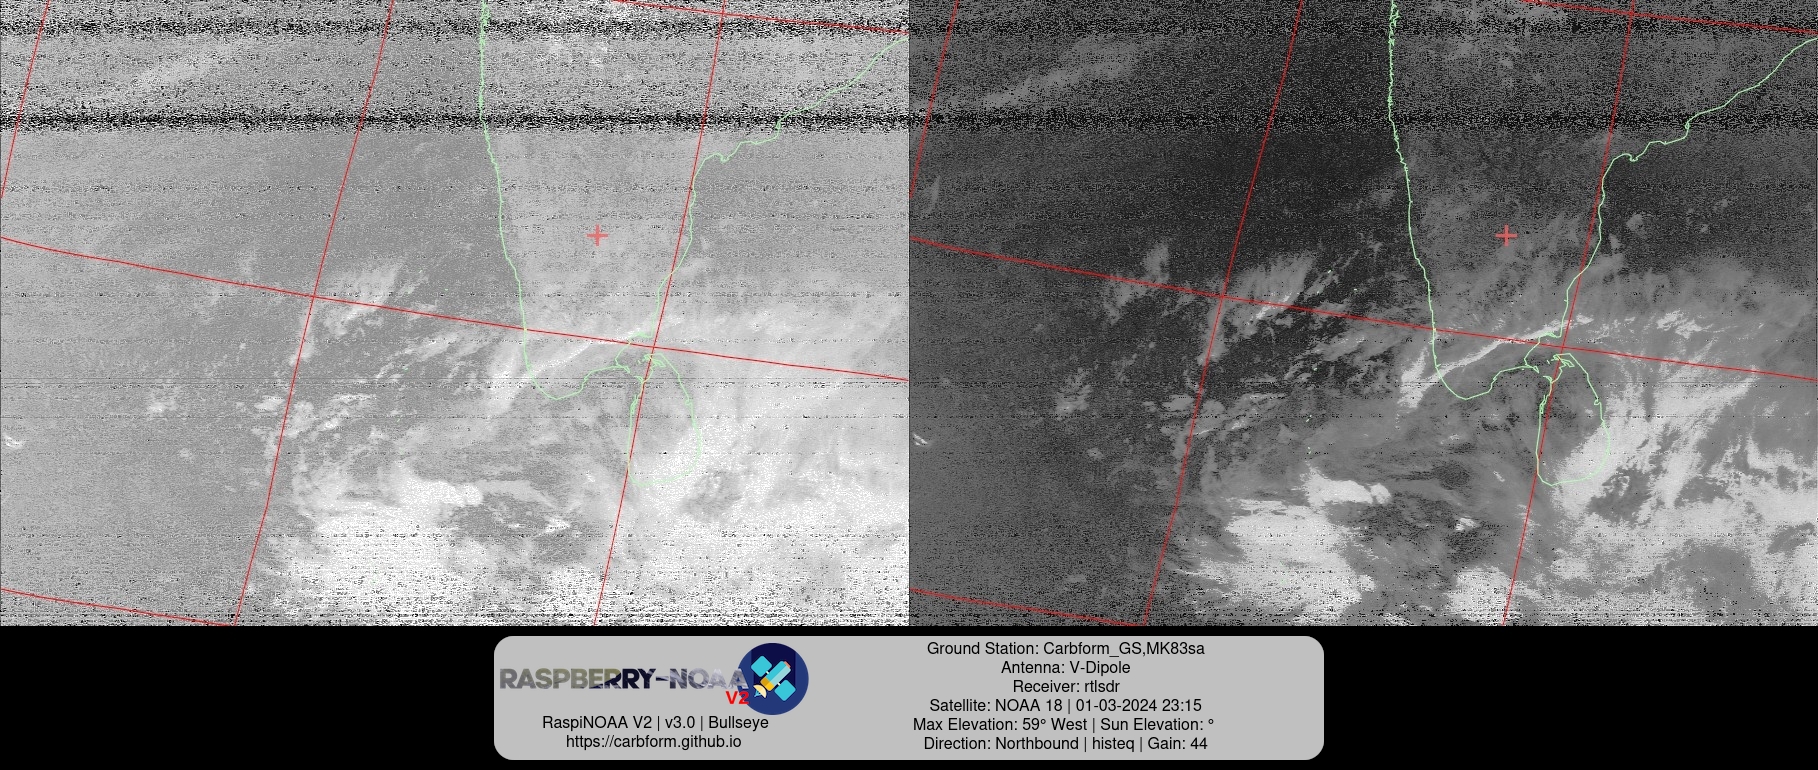 RASPBERRY-NOAA
V2
RaspiNOAA V2 | v3.0 | Bullseye
https://carbform.github.io
Ground Station: Carbform_GS,MK83sa
Antenna: V-Dipole
Receiver: rtlsdr
Satellite: NOAA 18 | 01-03-2024 23:15
Max Elevation: 59° West | Sun Elevation: °
Direction: Northbound | histeq | Gain: 44